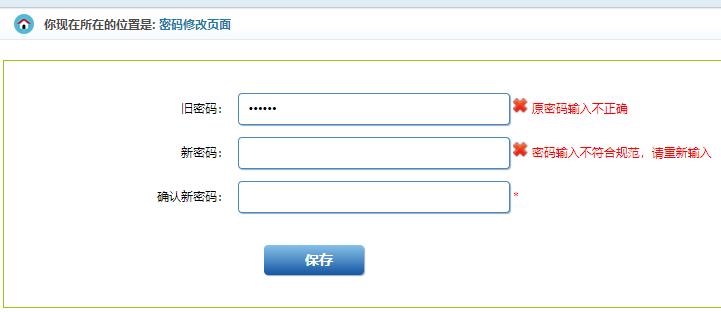 你现在所在的位置是: 密码修改页面
旧密码： •••••• 原密码输入不正确
新密码： 密码输入不符合规范，请重新输入
确认新密码： *
保存